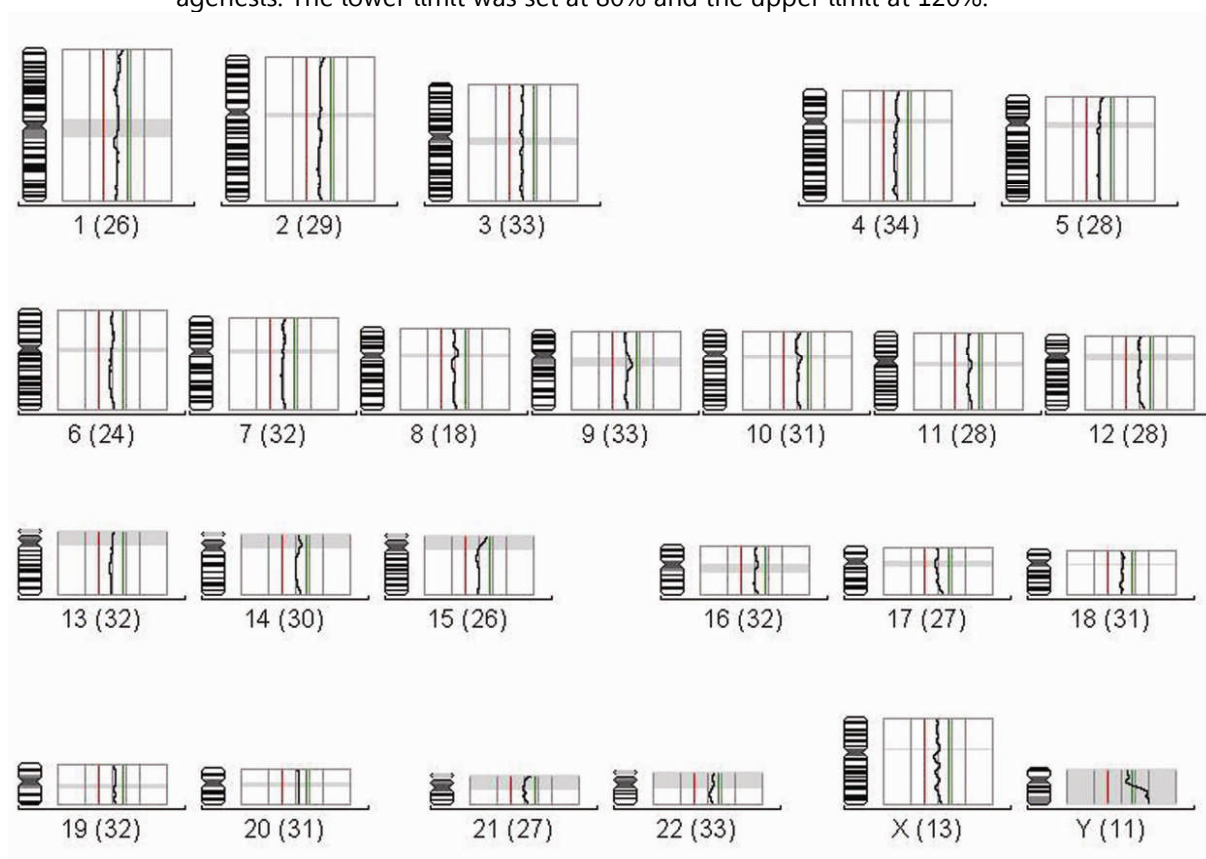 agenesis. The lower limit was set at 80% and the upper limit at 120%.
1 (26) 2 (29) 3 (33) 4 (34) 5 (28)
6 (24) 7 (32) 8 (18) 9 (33) 10 (31) 11 (28) 12 (28)
13 (32) 14 (30) 15 (26) 16 (32) 17 (27) 18 (31)
19 (32) 20 (31) 21 (27) 22 (33) X (13) Y (11)